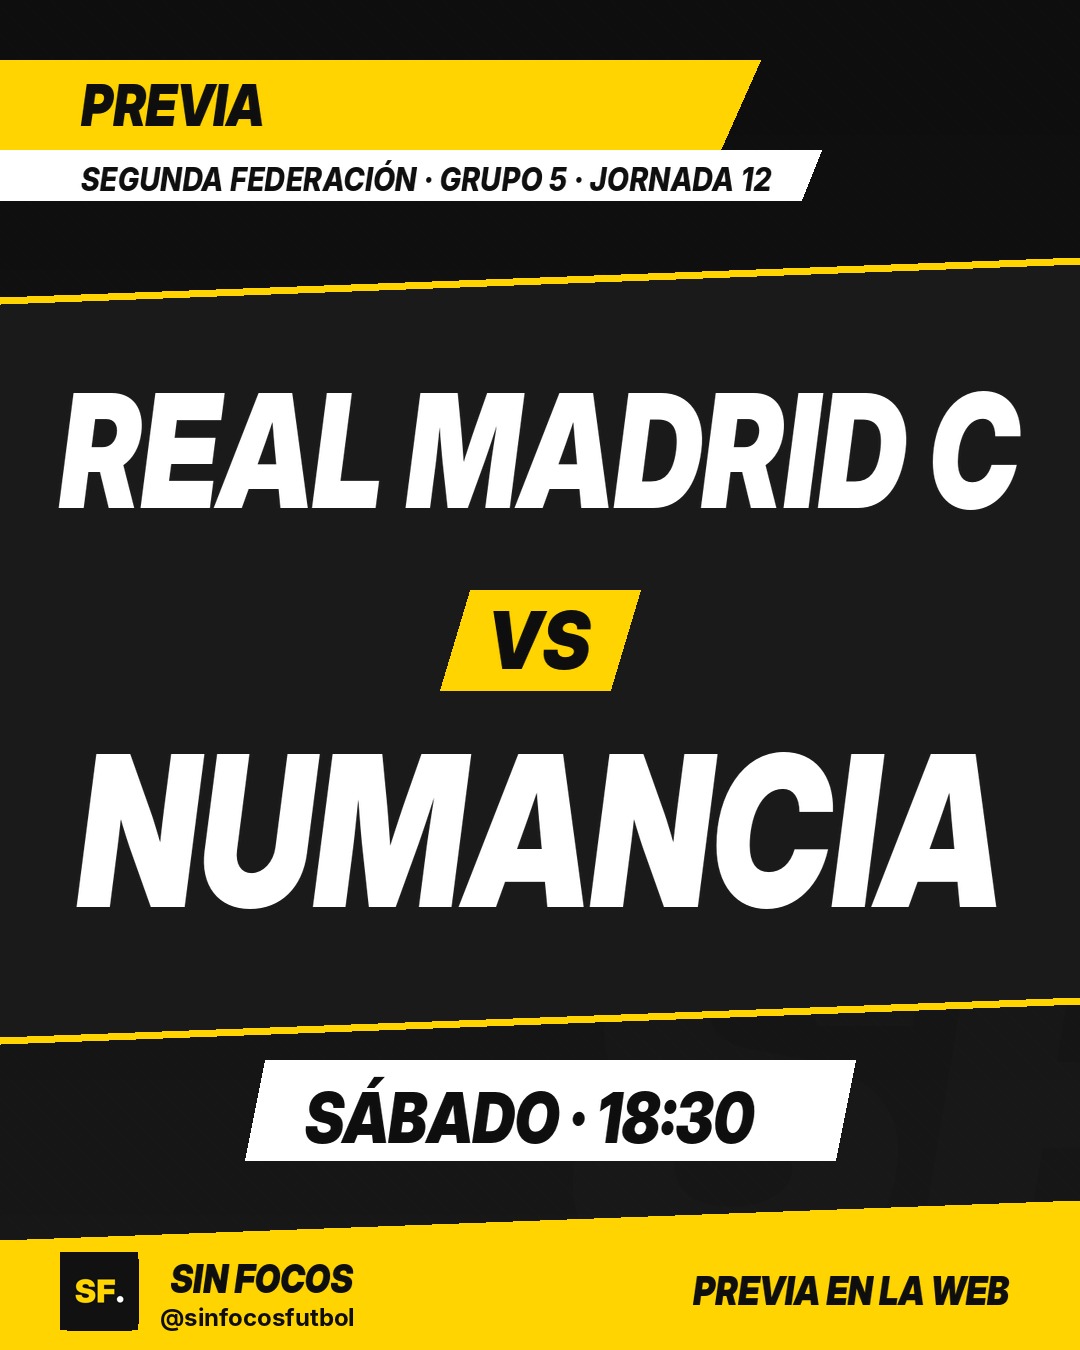 PREVIA
SEGUNDA FEDERACIÓN · GRUPO 5 · JORNADA 12
REAL MADRID C
VS
NUMANCIA
SÁBADO · 18:30
SF.
SIN FOCOS
@sinfocosfutbol
PREVIA EN LA WEB